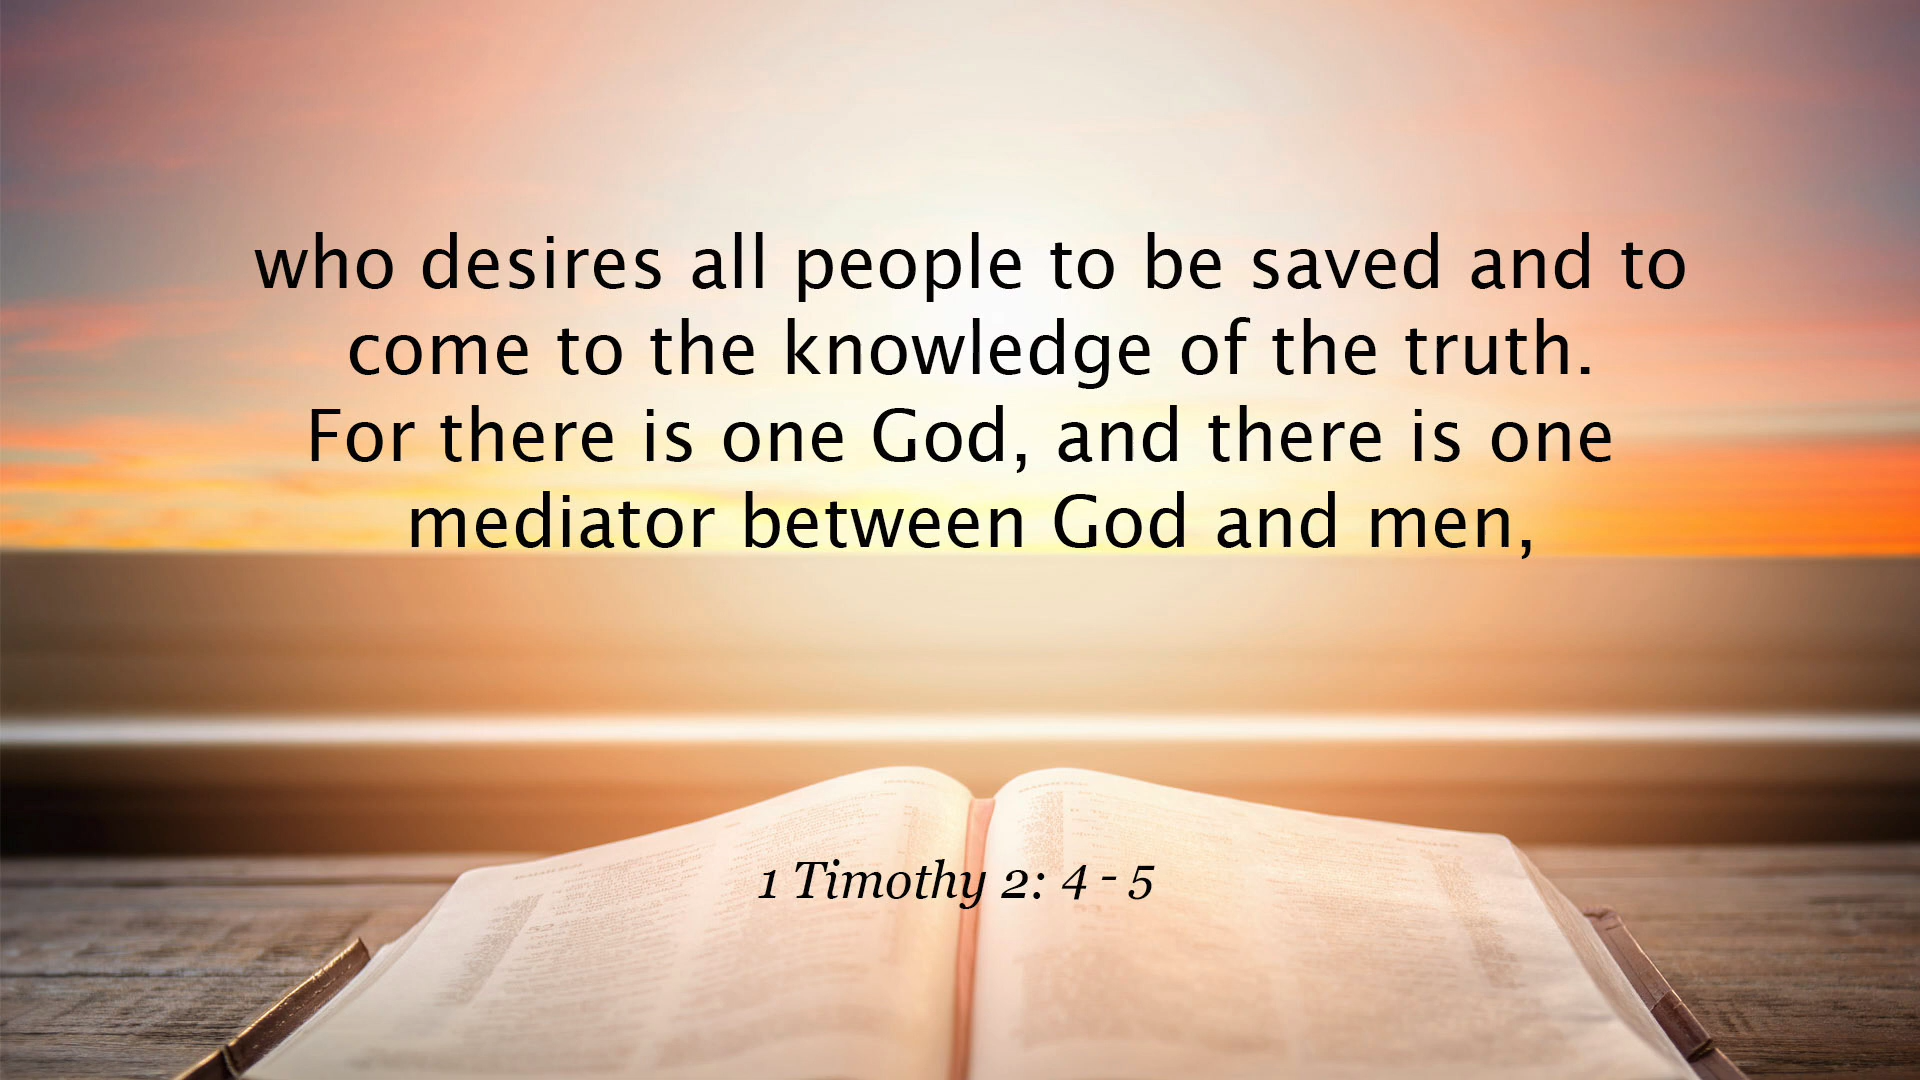 who desires all people to be saved and to
come to the knowledge of the truth.
For there is one God, and there is one
mediator between God and men,
1 Timothy 2: 4 - 5